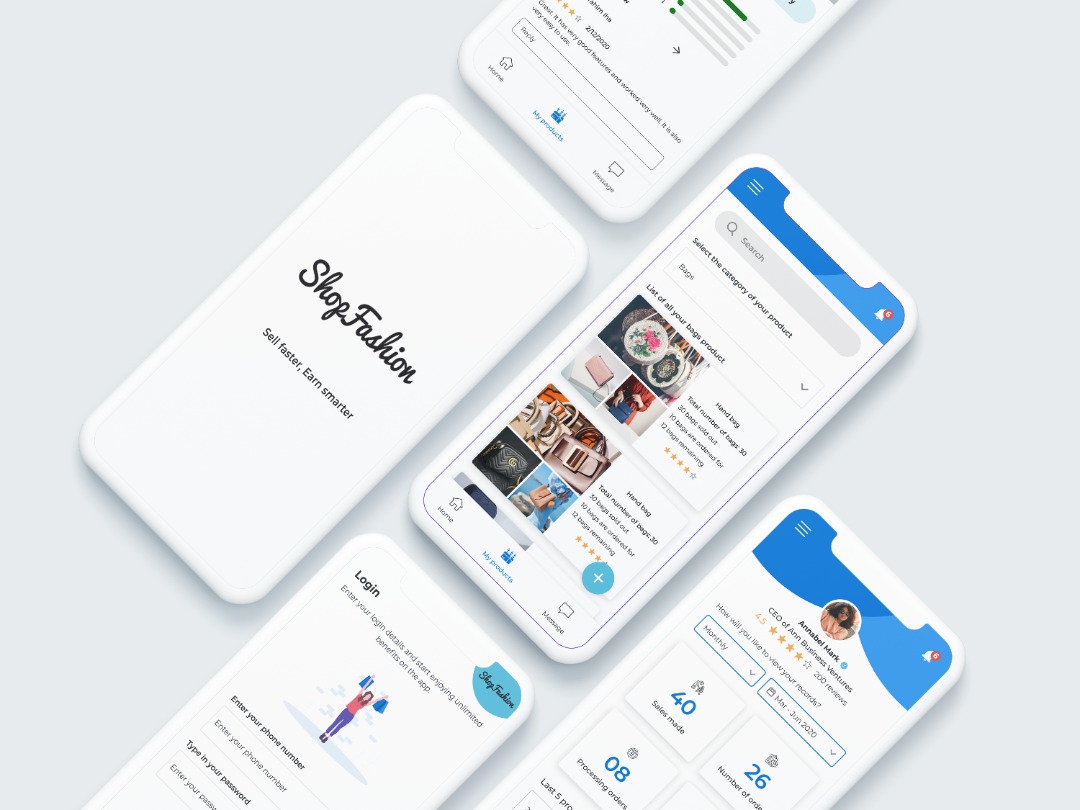 2/12/2020
Great. It has very good features and worked very well. It is also
very easy to use.
Reply
Home
My products
Message
ShopFashion
Sell faster, Earn smarter
6
Search
Select the category of your product
Bags
List of all your bags product
Hand bag
Total number of bags: 30
30 bags sold out
10 bags are ordered for
12 bags remaining
Hand bag
Total number of bags: 30
30 bags sold out
10 bags are ordered for
12 bags remaining
Home
My products
Message
Login
Enter your login details and start enjoying unlimited
benefits on the app.
ShopFashion
Enter your phone number
Enter your phone number
Type in your password
Enter your
6
Annabel Mark
CEO of Ann Business Ventures
4.5 200 reviews
How will you like to view your records?
Monthly
Mar - Jun 2020
40
Sales made
26
Number of
08
Processing orders
Last 5